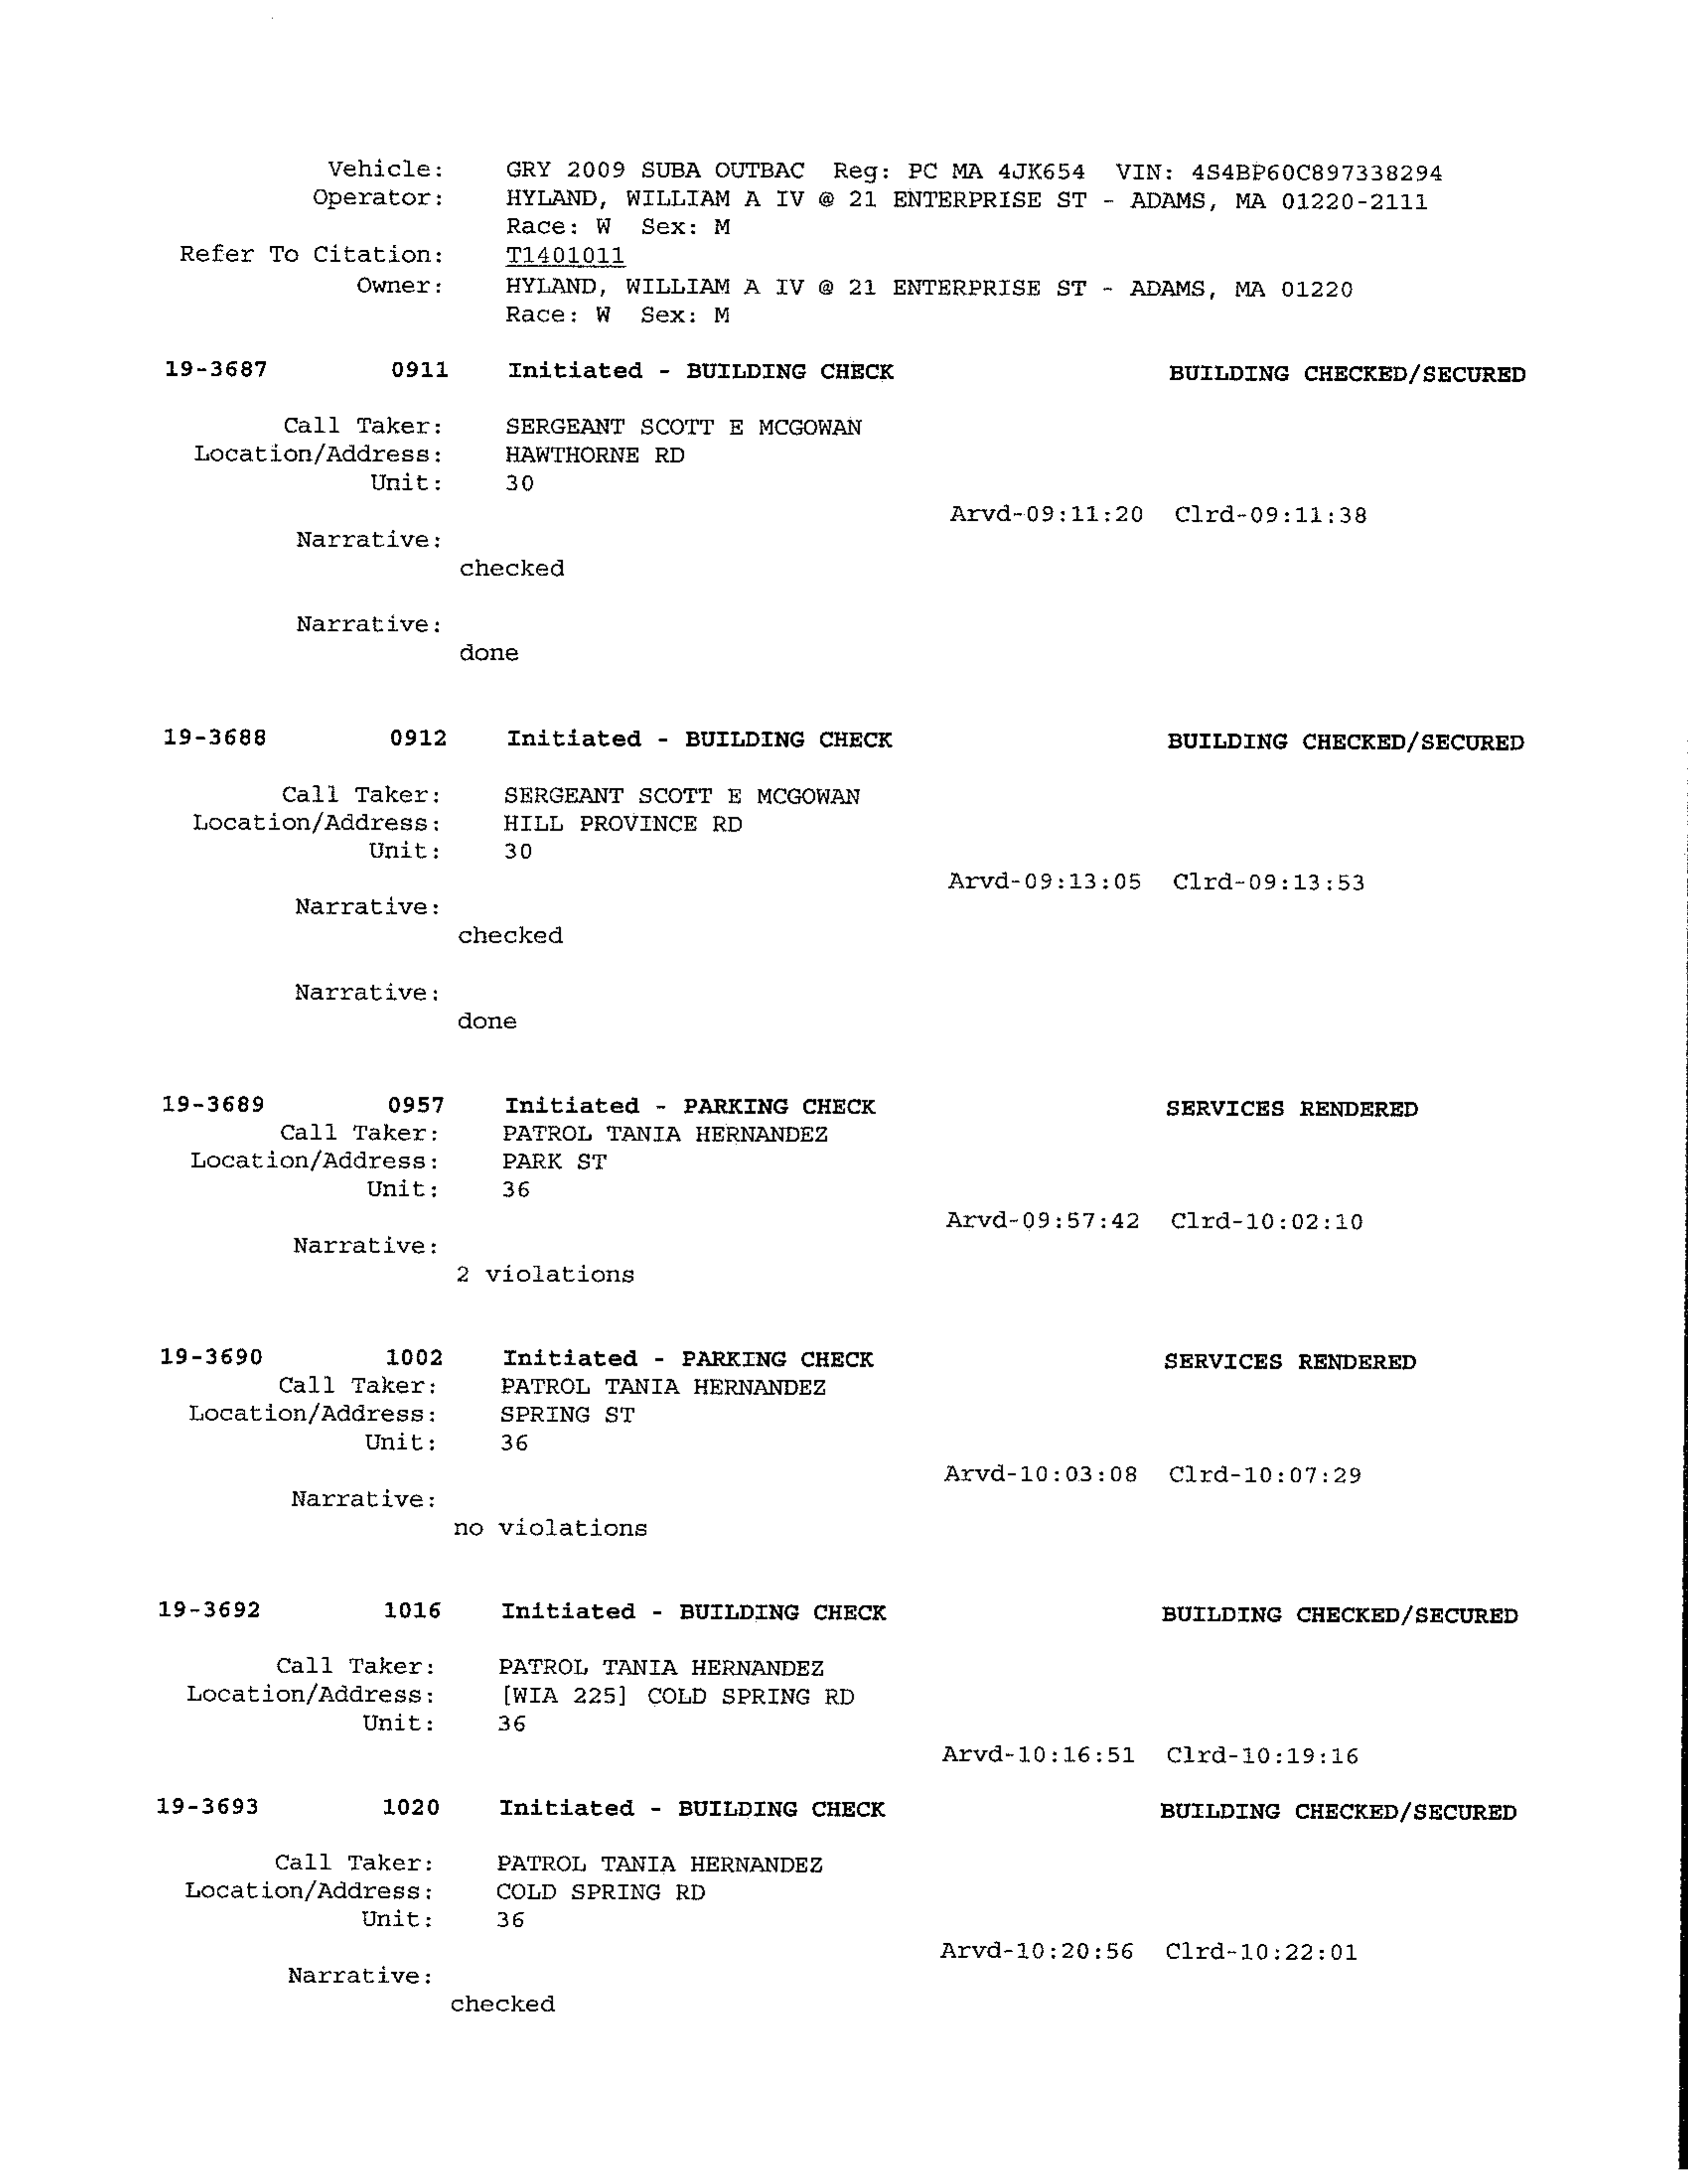 Vehicle: GRY 2009 SUBA OUTBAC Reg: PC MA 4JK654 VIN: 4S4BP60C897338294
Operator: HYLAND, WILLIAM A IV @ 21 ENTERPRISE ST - ADAMS, MA 01220-2111
Race: W Sex: M
Refer To Citation: T1401011
Owner: HYLAND, WILLIAM A IV @ 21 ENTERPRISE ST - ADAMS, MA 01220
Race: W Sex: M
19-3687 0911 Initiated - BUILDING CHECK BUILDING CHECKED/SECURED
Call Taker: SERGEANT SCOTT E MCGOWAN
Location/Address: HAWTHORNE RD
Unit: 30
Arvd-09:11:20 Clrd-09:11:38
Narrative:
checked
Narrative:
done
19-3688 0912 Initiated - BUILDING CHECK BUILDING CHECKED/SECURED
Call Taker: SERGEANT SCOTT E MCGOWAN
Location/Address: HILL PROVINCE RD
Unit: 30
Arvd-09:13:05 Clrd-09:13:53
Narrative:
checked
Narrative:
done
19-3689 0957 Initiated - PARKING CHECK SERVICES RENDERED
Call Taker: PATROL TANIA HERNANDEZ
Location/Address: PARK ST
Unit: 36
Arvd-09:57:42 Clrd-10:02:10
Narrative:
2 violations
19-3690 1002 Initiated - PARKING CHECK SERVICES RENDERED
Call Taker: PATROL TANIA HERNANDEZ
Location/Address: SPRING ST
Unit: 36
Arvd-10:03:08 Clrd-10:07:29
Narrative:
no violations
19-3692 1016 Initiated - BUILDING CHECK BUILDING CHECKED/SECURED
Call Taker: PATROL TANIA HERNANDEZ
Location/Address: [WIA 225] COLD SPRING RD
Unit: 36
Arvd-10:16:51 Clrd-10:19:16
19-3693 1020 Initiated - BUILDING CHECK BUILDING CHECKED/SECURED
Call Taker: PATROL TANIA HERNANDEZ
Location/Address: COLD SPRING RD
Unit: 36
Arvd-10:20:56 Clrd-10:22:01
Narrative:
checked